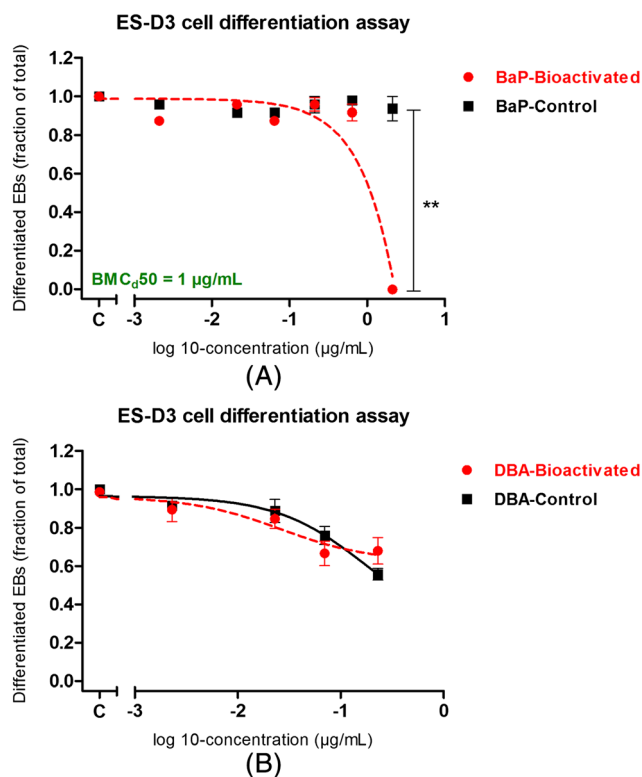 ES-D3 cell differentiation assay
Differentiated EBs (fraction of total)
1.2
1.0
0.8
0.6
0.4
0.2
0.0
BMCd50 = 1 µg/mL
**
C -3 -2 -1 0 1
log 10-concentration (µg/mL)
BaP-Bioactivated
BaP-Control
(A)
ES-D3 cell differentiation assay
Differentiated EBs (fraction of total)
1.2
1.0
0.8
0.6
0.4
0.2
0.0
C -3 -2 -1 0
log 10-concentration (µg/mL)
DBA-Bioactivated
DBA-Control
(B)